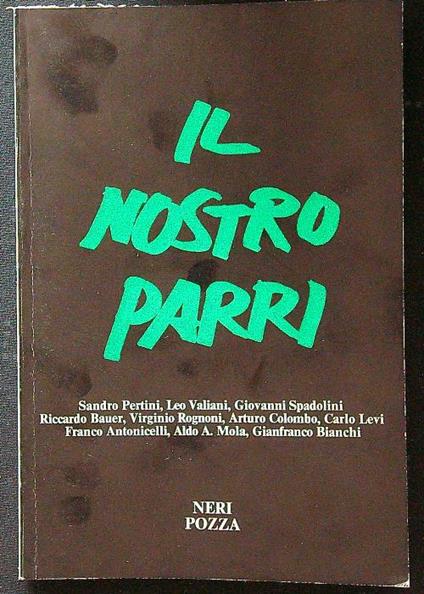 IL
NOSTRO
PARRI
Sandro Pertini, Leo Valiani, Giovanni Spadolini
Riccardo Bauer, Virginio Rognoni, Arturo Colombo, Carlo Levi
Franco Antonicelli, Aldo A. Mola, Gianfranco Bianchi
NERI
POZZA